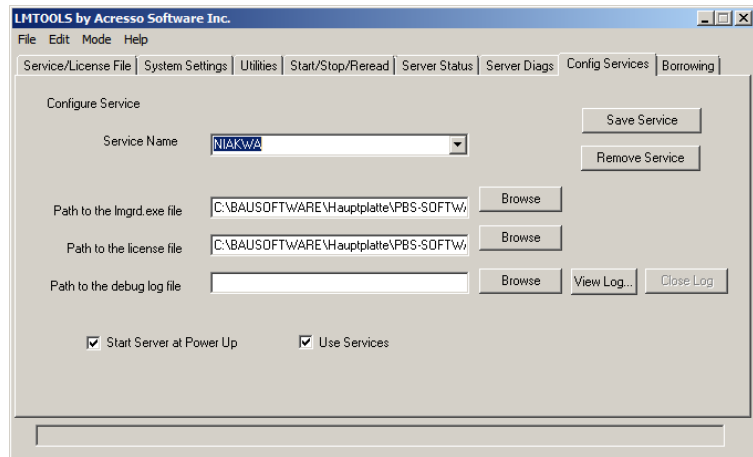 LMTOOLS by Acresso Software Inc.
File Edit Mode Help
Service/License File System Settings Utilities Start/Stop/Reread Server Status Server Diags Config Services Borrowing
Configure Service
Save Service
Service Name NIAKWA
Remove Service
Path to the lmgrd.exe file C:\BAUSOFTWARE\Hauptplatte\PBS-SOFTWA Browse
Path to the license file C:\BAUSOFTWARE\Hauptplatte\PBS-SOFTWA Browse
Path to the debug log file Browse View Log... Close Log
Start Server at Power Up Use Services